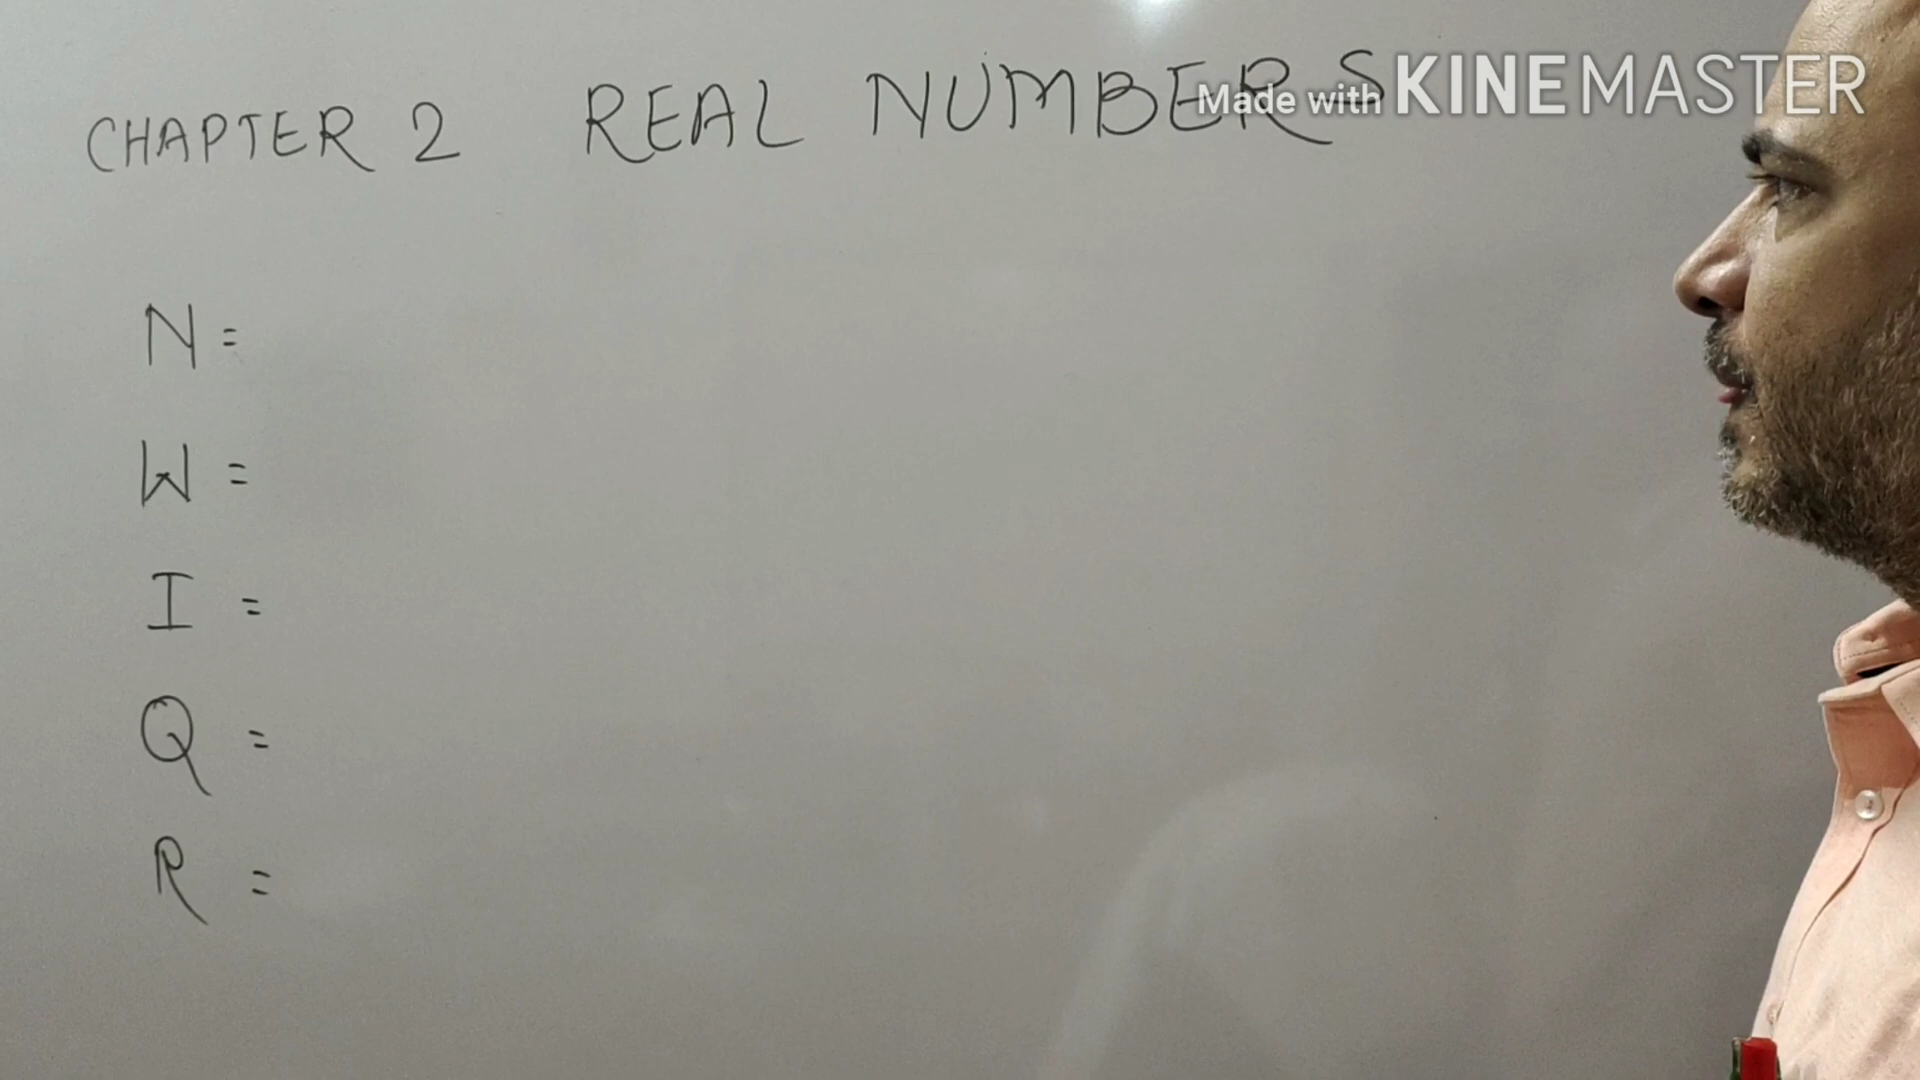 CHAPTER 2 REAL NUMBERS
Made with KINEMASTER
N =
W =
I =
Q =
R =